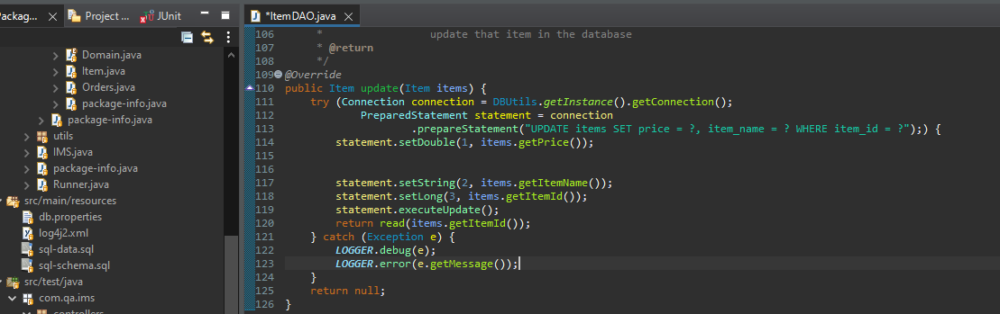 Packag...
Project ...
JUnit
Domain.java
Item.java
Orders.java
package-info.java
package-info.java
utils
IMS.java
package-info.java
Runner.java
src/main/resources
db.properties
log4j2.xml
sql-data.sql
sql-schema.sql
src/test/java
com.qa.ims
controllers
*ItemDAO.java
106 * update that item in the database
107 * @return
108 */
109 @Override
110 public Item update(Item items) {
111 try (Connection connection = DBUtils.getInstance().getConnection();
112 PreparedStatement statement = connection
113 .prepareStatement("UPDATE items SET price = ?, item_name = ? WHERE item_id = ?");) {
114 statement.setDouble(1, items.getPrice());
115
116
117 statement.setString(2, items.getItemName());
118 statement.setLong(3, items.getItemId());
119 statement.executeUpdate();
120 return read(items.getItemId());
121 } catch (Exception e) {
122 LOGGER.debug(e);
123 LOGGER.error(e.getMessage());
124 }
125 return null;
126 }